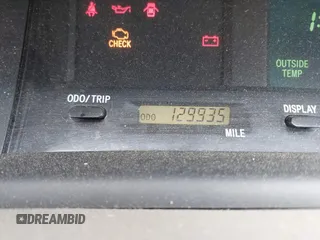 CHECK
OUTSIDE
TEMP
ODO/TRIP
DISPLAY
ODO 129935
MILE
DREAMBID